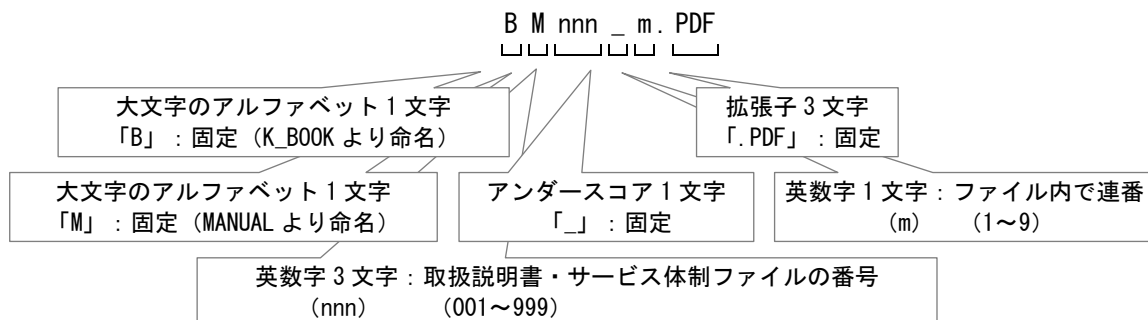 B M nnn _ m. PDF
大文字のアルファベット1文字
「B」：固定（K_BOOKより命名）
拡張子3文字
「.PDF」：固定
大文字のアルファベット1文字
「M」：固定（MANUALより命名）
アンダースコア1文字
「_」：固定
英数字1文字：ファイル内で連番
(m) (1～9)
英数字3文字：取扱説明書・サービス体制ファイルの番号
(nnn) (001～999)